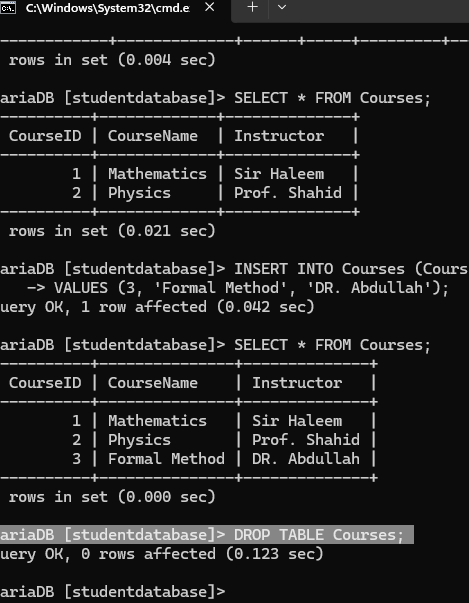 C:\Windows\System32\cmd.e
------------+-------------+------+-----+---------+--
rows in set (0.004 sec)
ariaDB [studentdatabase]> SELECT * FROM Courses;
----------+-------------+--------------+
CourseID | CourseName  | Instructor   |
----------+-------------+--------------+
       1 | Mathematics | Sir Haleem   |
       2 | Physics     | Prof. Shahid |
----------+-------------+--------------+
rows in set (0.021 sec)
ariaDB [studentdatabase]> INSERT INTO Courses (Cours
   -> VALUES (3, 'Formal Method', 'DR. Abdullah');
uery OK, 1 row affected (0.042 sec)
ariaDB [studentdatabase]> SELECT * FROM Courses;
----------+---------------+--------------+
CourseID | CourseName    | Instructor   |
----------+---------------+--------------+
       1 | Mathematics   | Sir Haleem   |
       2 | Physics       | Prof. Shahid |
       3 | Formal Method | DR. Abdullah |
----------+---------------+--------------+
rows in set (0.000 sec)
ariaDB [studentdatabase]> DROP TABLE Courses;
uery OK, 0 rows affected (0.123 sec)
ariaDB [studentdatabase]>